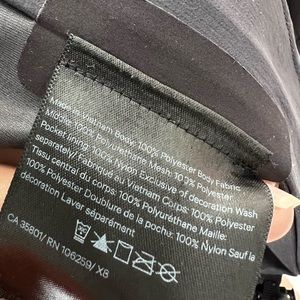 Made in Vietnam Body: 100% Polyester Body Fabric
Middle: 100% Polyurethane Mesh: 100% Polyester
Pocket lining: 100% Nylon Exclusive of decoration Wash
separately/ Fabriqué au Vietnam Corps: 100% Polyester
Tissu central du corps: 100% Polyuréthane Maille:
100% Polyester Doublure de la poche: 100% Nylon Sauf la
décoration Laver séparément
CA 35801/ RN 106259/ X8